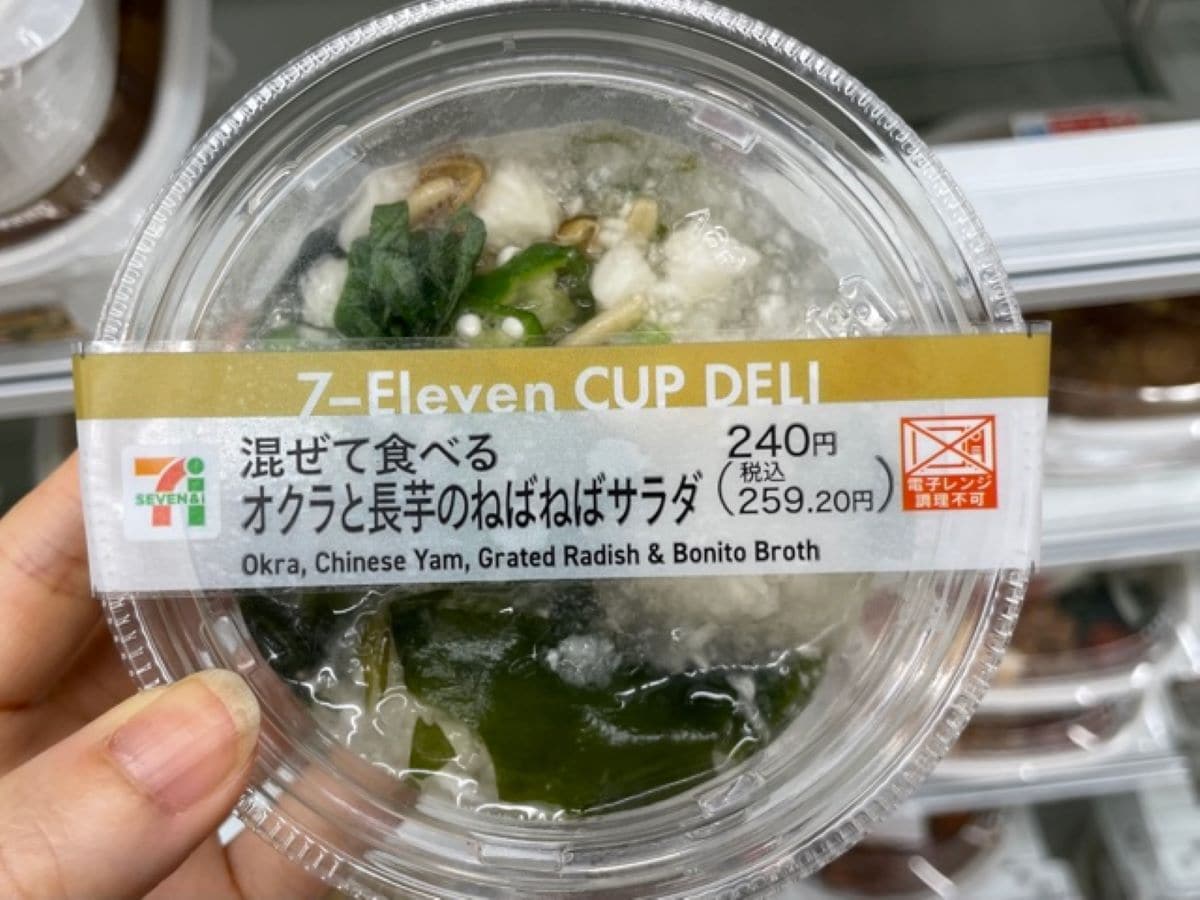 7-Eleven CUP DELI
混ぜて食べる
オクラと長芋のねばねばサラダ
240円
(税込
259.20円)
Okra, Chinese Yam, Grated Radish & Bonito Broth
7i
SEVEN&i
電子レンジ
調理不可